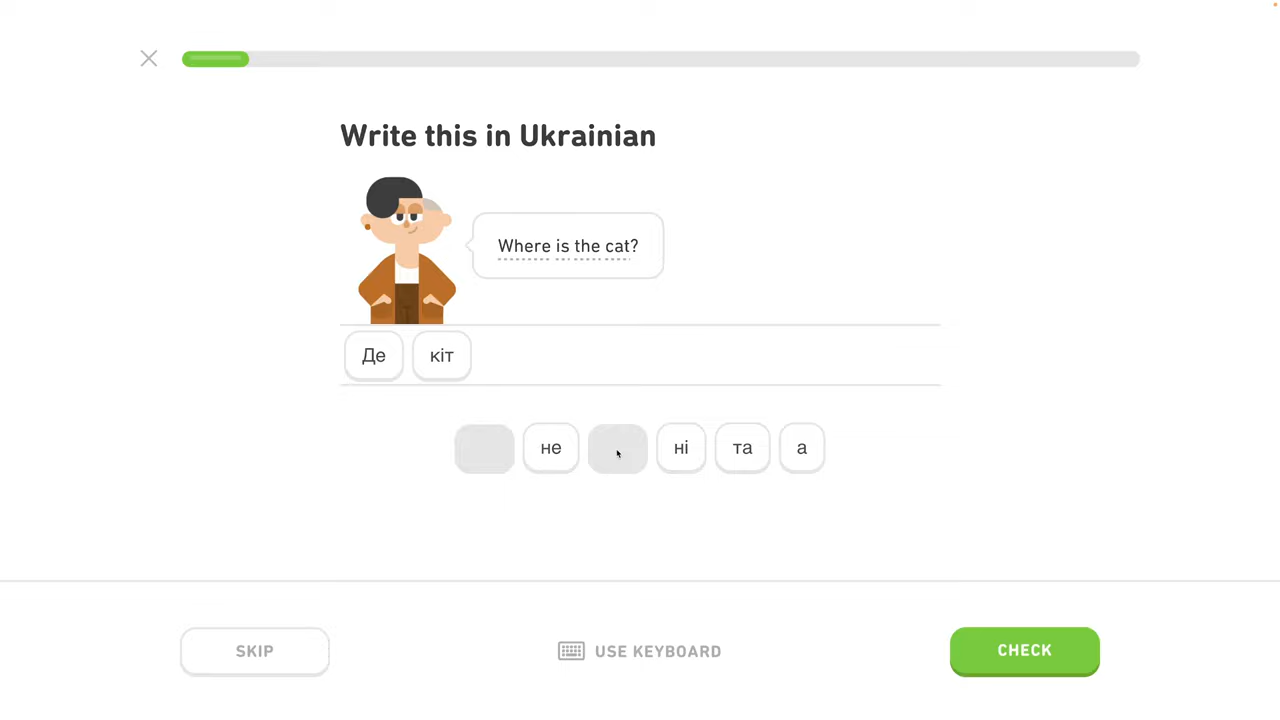 Write this in Ukrainian
Where is the cat?
Де кіт
не ні та а
SKIP USE KEYBOARD CHECK